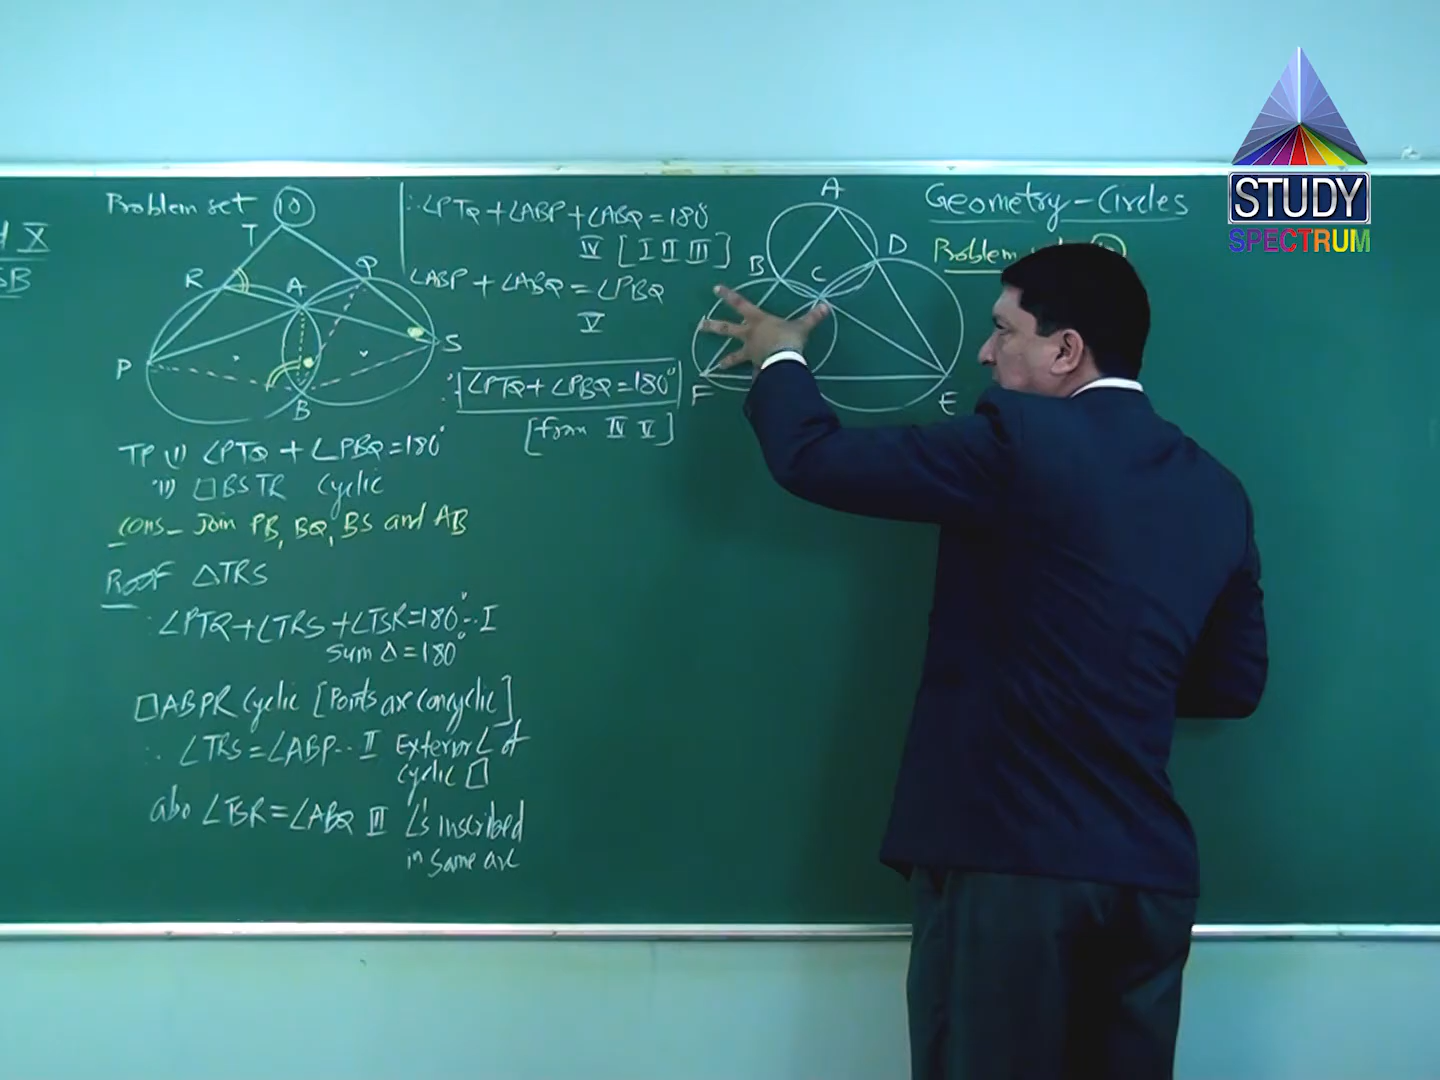 Problem set 10
T
R
A
Q
P
S
B
TP (i) ∠PTQ + ∠PBQ = 180°
(ii) □BSTR cyclic
Cons - Join PB, BQ, BS and AB
Proof △TRS
∠PTQ + ∠TRS + ∠TSR = 180° .. I
sum △ = 180°
□ABPR cyclic [Points are concyclic]
∴ ∠TRS = ∠ABP .. II Exterior ∠ of
cyclic □
also ∠TSR = ∠ABQ III ∠s inscribed
in same arc
∴ ∠PTQ + ∠ABP + ∠ABQ = 180°
IV [I II III]
∠ABP + ∠ABQ = ∠PBQ
V
∴ ∠PTQ + ∠PBQ = 180°
[from IV V]
A
B
C
D
F
E
Geometry - Circles
Problem
X
SB
STUDY
SPECTRUM